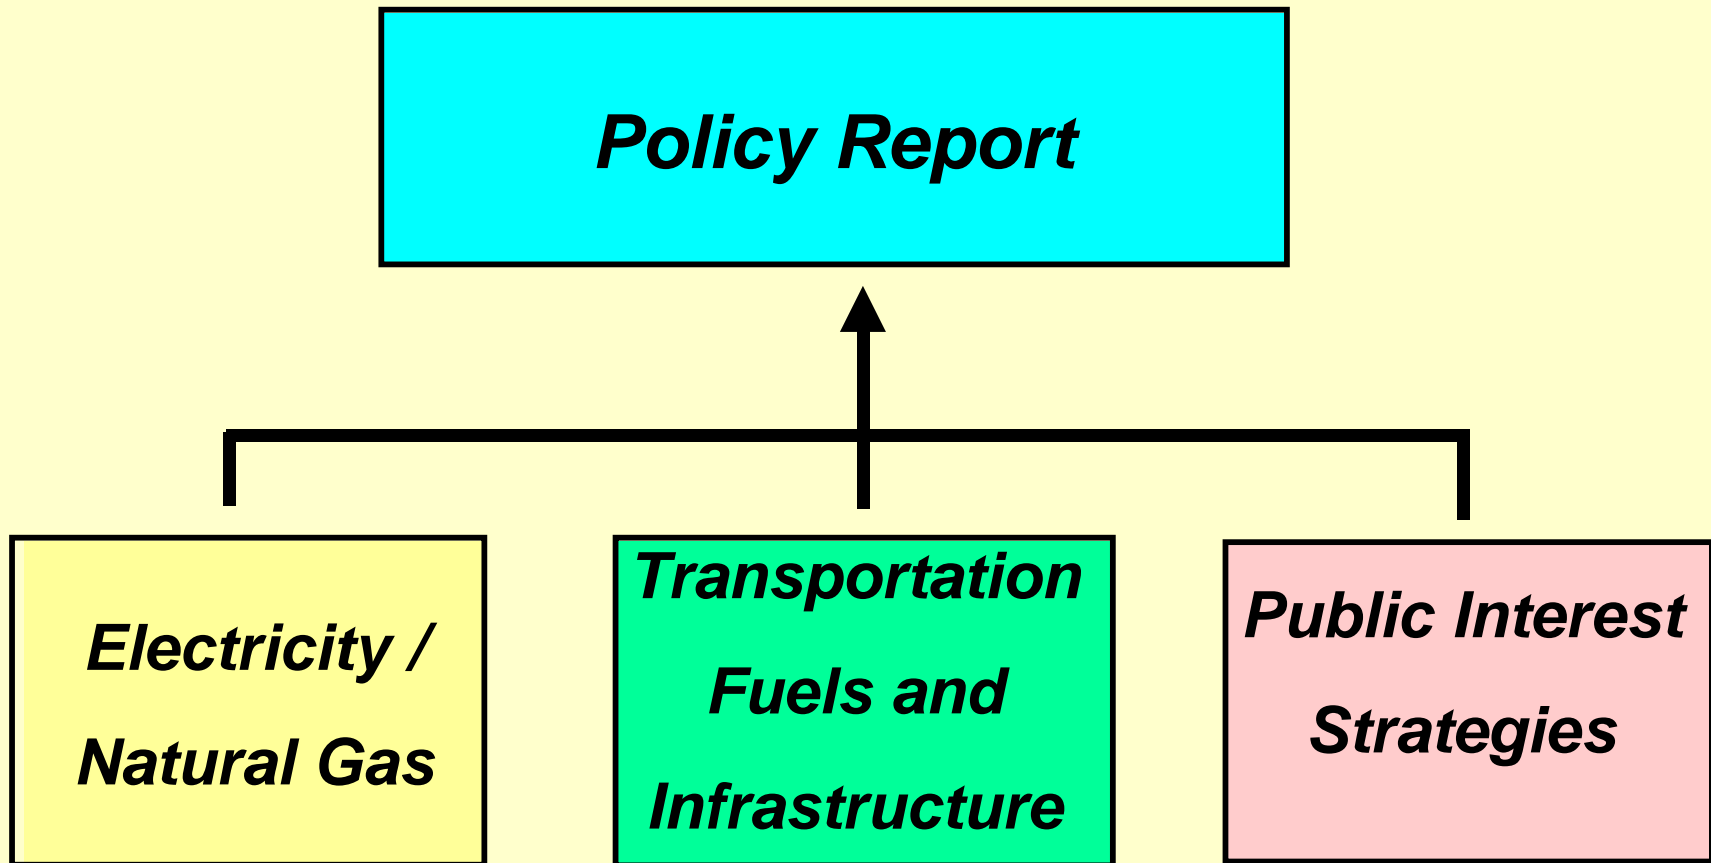 Policy Report
Electricity /
Natural Gas
Transportation
Fuels and
Infrastructure
Public Interest
Strategies